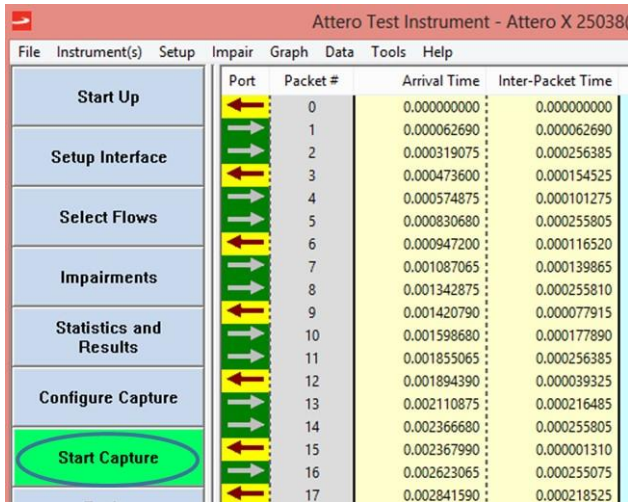 Attero Test Instrument - Attero X 25038(
File Instrument(s) Setup Impair Graph Data Tools Help
Start Up
Setup Interface
Select Flows
Impairments
Statistics and
Results
Configure Capture
Start Capture
Port Packet # Arrival Time Inter-Packet Time
0 0.000000000 0.000000000
1 0.000062690 0.000062690
2 0.000319075 0.000256385
3 0.000473600 0.000154525
4 0.000574875 0.000101275
5 0.000830680 0.000255805
6 0.000947200 0.000116520
7 0.001087065 0.000139865
8 0.001342875 0.000255810
9 0.001420790 0.000077915
10 0.001598680 0.000177890
11 0.001855065 0.000256385
12 0.001894390 0.000039325
13 0.002110875 0.000216485
14 0.002366680 0.000255805
15 0.002367990 0.000001310
16 0.002623065 0.000255075
17 0.002841590 0.000218525